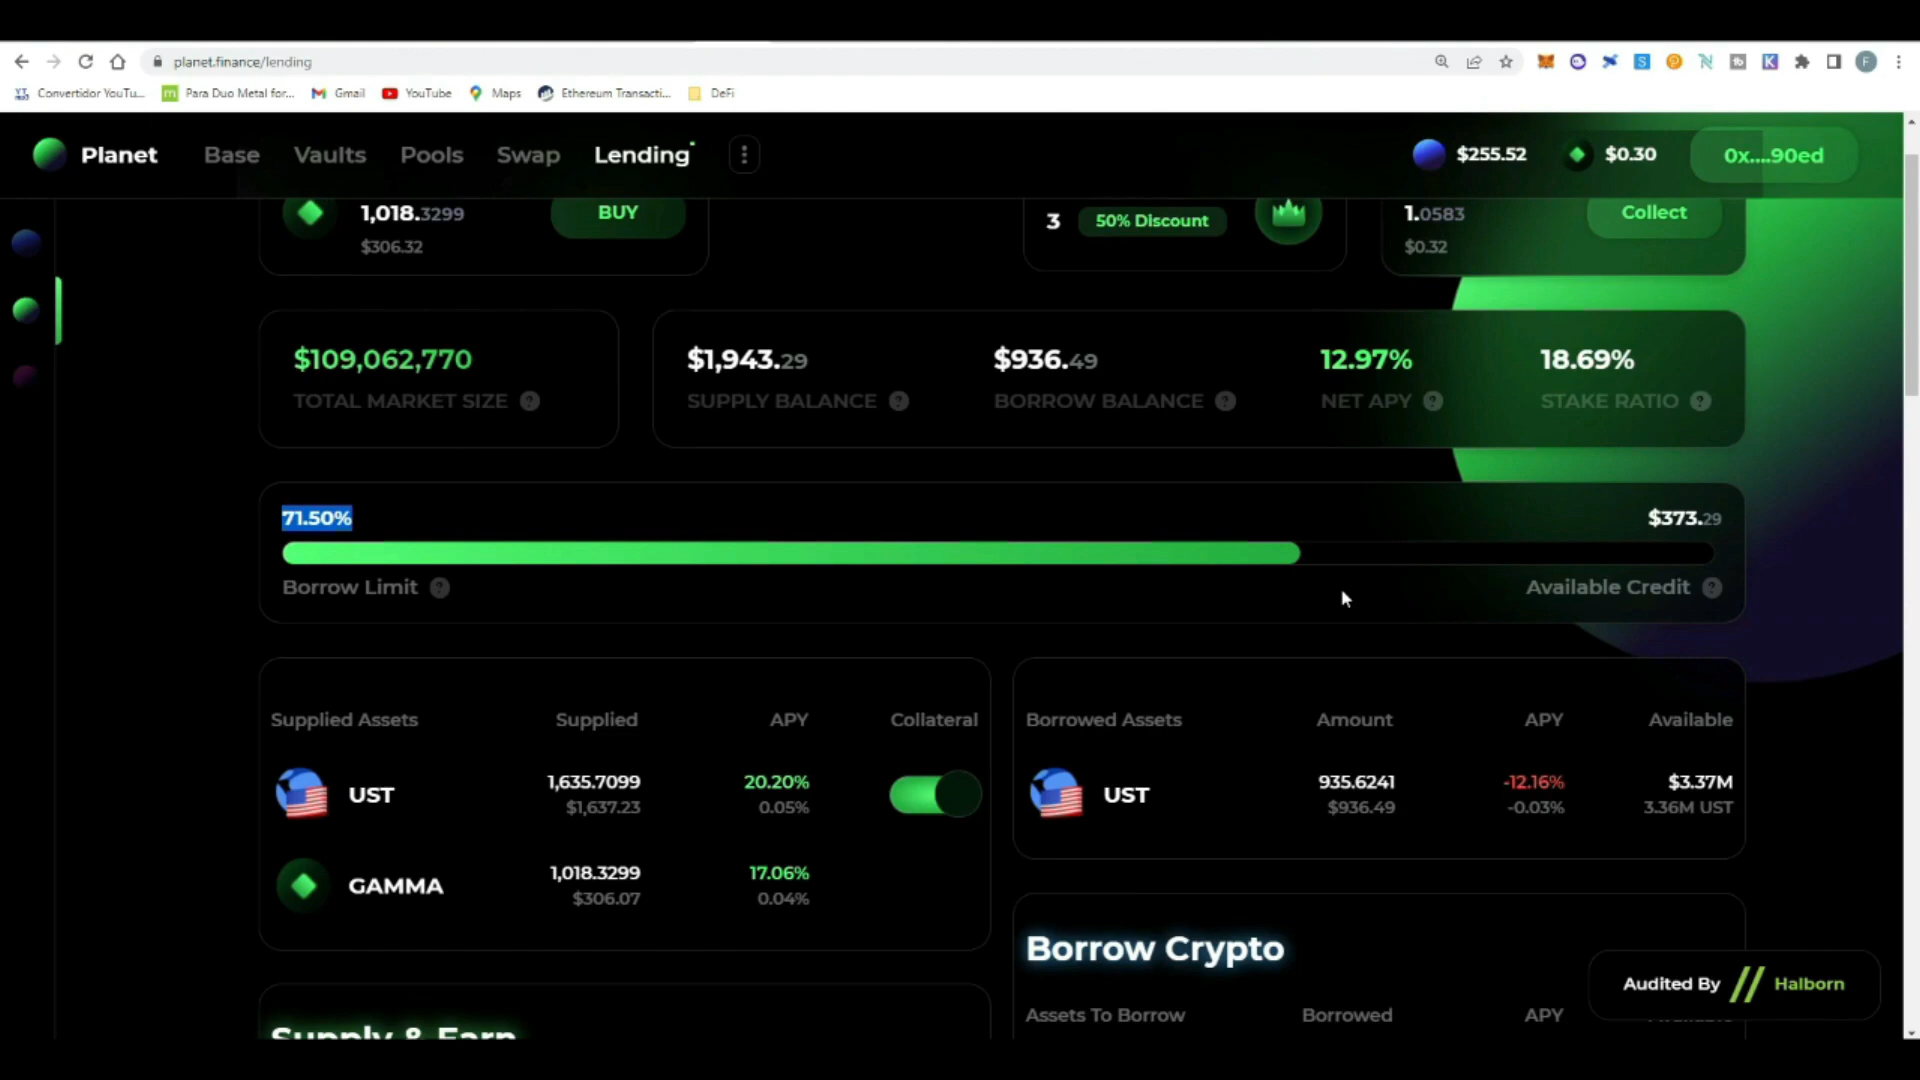 planet.finance/lending
Convertidor YouTu... Para Duo Metal for... Gmail YouTube Maps Ethereum Transacti... DeFi
Planet Base Vaults Pools Swap Lending $255.52 $0.30 0x....90ed
1,018.3299 BUY 3 50% Discount 1.0583 Collect
$306.32 $0.32
$109,062,770 $1,943.29 $936.49 12.97% 18.69%
TOTAL MARKET SIZE ? SUPPLY BALANCE ? BORROW BALANCE ? NET APY ? STAKE RATIO ?
71.50% $373.29
Borrow Limit ? Available Credit ?
Supplied Assets Supplied APY Collateral Borrowed Assets Amount APY Available
UST 1,635.7099 20.20% UST 935.6241 -12.16% $3.37M
$1,637.23 0.05% $936.49 -0.03% 3.36M UST
GAMMA 1,018.3299 17.06%
$306.07 0.04%
Borrow Crypto
Audited By Halborn
Assets To Borrow Borrowed APY
Supply & Earn